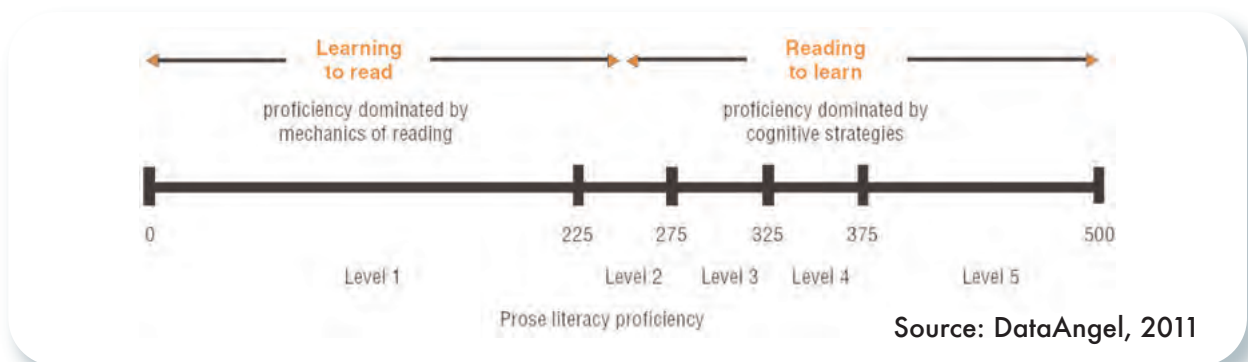 Learning
to read
Reading
to learn
proficiency dominated by
mechanics of reading
proficiency dominated by
cognitive strategies
0 225 275 325 375 500
Level 1 Level 2 Level 3 Level 4 Level 5
Prose literacy proficiency
Source: DataAngel, 2011